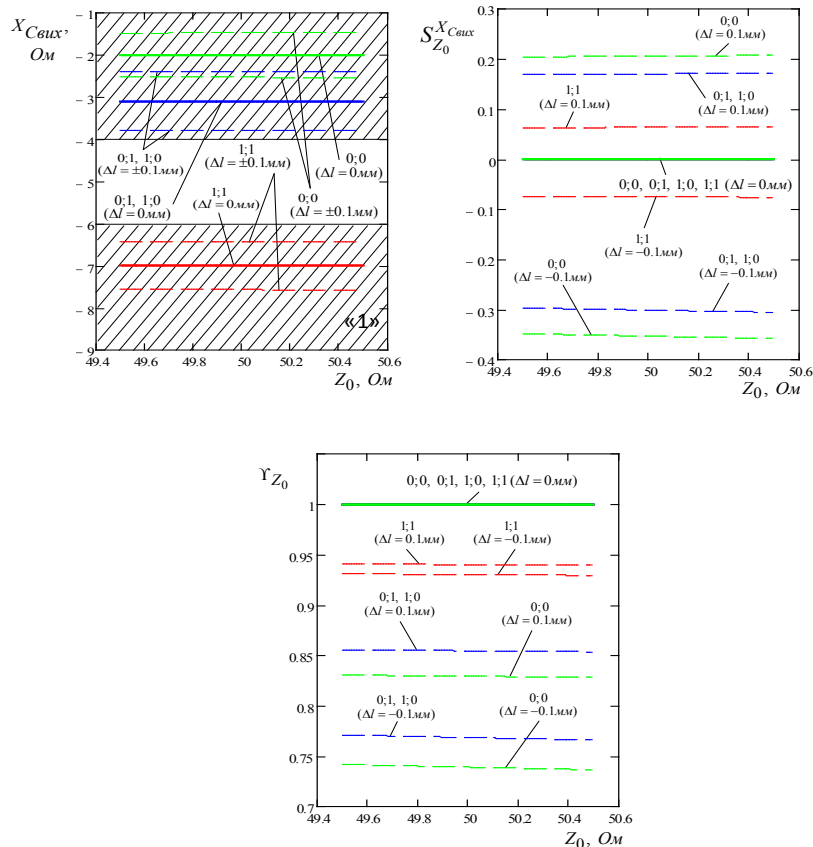 X_Cвих, Ом
− 1
− 2
− 3
− 4
− 5
− 6
− 7
− 8
− 9
49.4 49.6 49.8 50 50.2 50.4 50.6
Z_0, Ом
0;1, 1;0
(Δl = ±0.1мм)
1;1
(Δl = ±0.1мм)
0;0
(Δl = 0мм)
0;1, 1;0
(Δl = 0мм)
1;1
(Δl = 0мм)
0;0
(Δl = ±0.1мм)
«1»
S_{Z_0}^{X_Cвих}
0.3
0.2
0.1
0
− 0.1
− 0.2
− 0.3
− 0.4
49.4 49.6 49.8 50 50.2 50.4 50.6
Z_0, Ом
0;0
(Δl = 0.1мм)
0;1, 1;0
(Δl = 0.1мм)
1;1
(Δl = 0.1мм)
0;0, 0;1, 1;0, 1;1 (Δl = 0мм)
1;1
(Δl = −0.1мм)
0;0
(Δl = −0.1мм)
0;1, 1;0
(Δl = −0.1мм)
ϒ_{Z_0}
1
0.95
0.9
0.85
0.8
0.75
0.7
49.4 49.6 49.8 50 50.2 50.4 50.6
Z_0, Ом
0;0, 0;1, 1;0, 1;1 (Δl = 0мм)
1;1
(Δl = 0.1мм)
1;1
(Δl = −0.1мм)
0;1, 1;0
(Δl = 0.1мм)
0;0
(Δl = 0.1мм)
0;1, 1;0
(Δl = −0.1мм)
0;0
(Δl = −0.1мм)